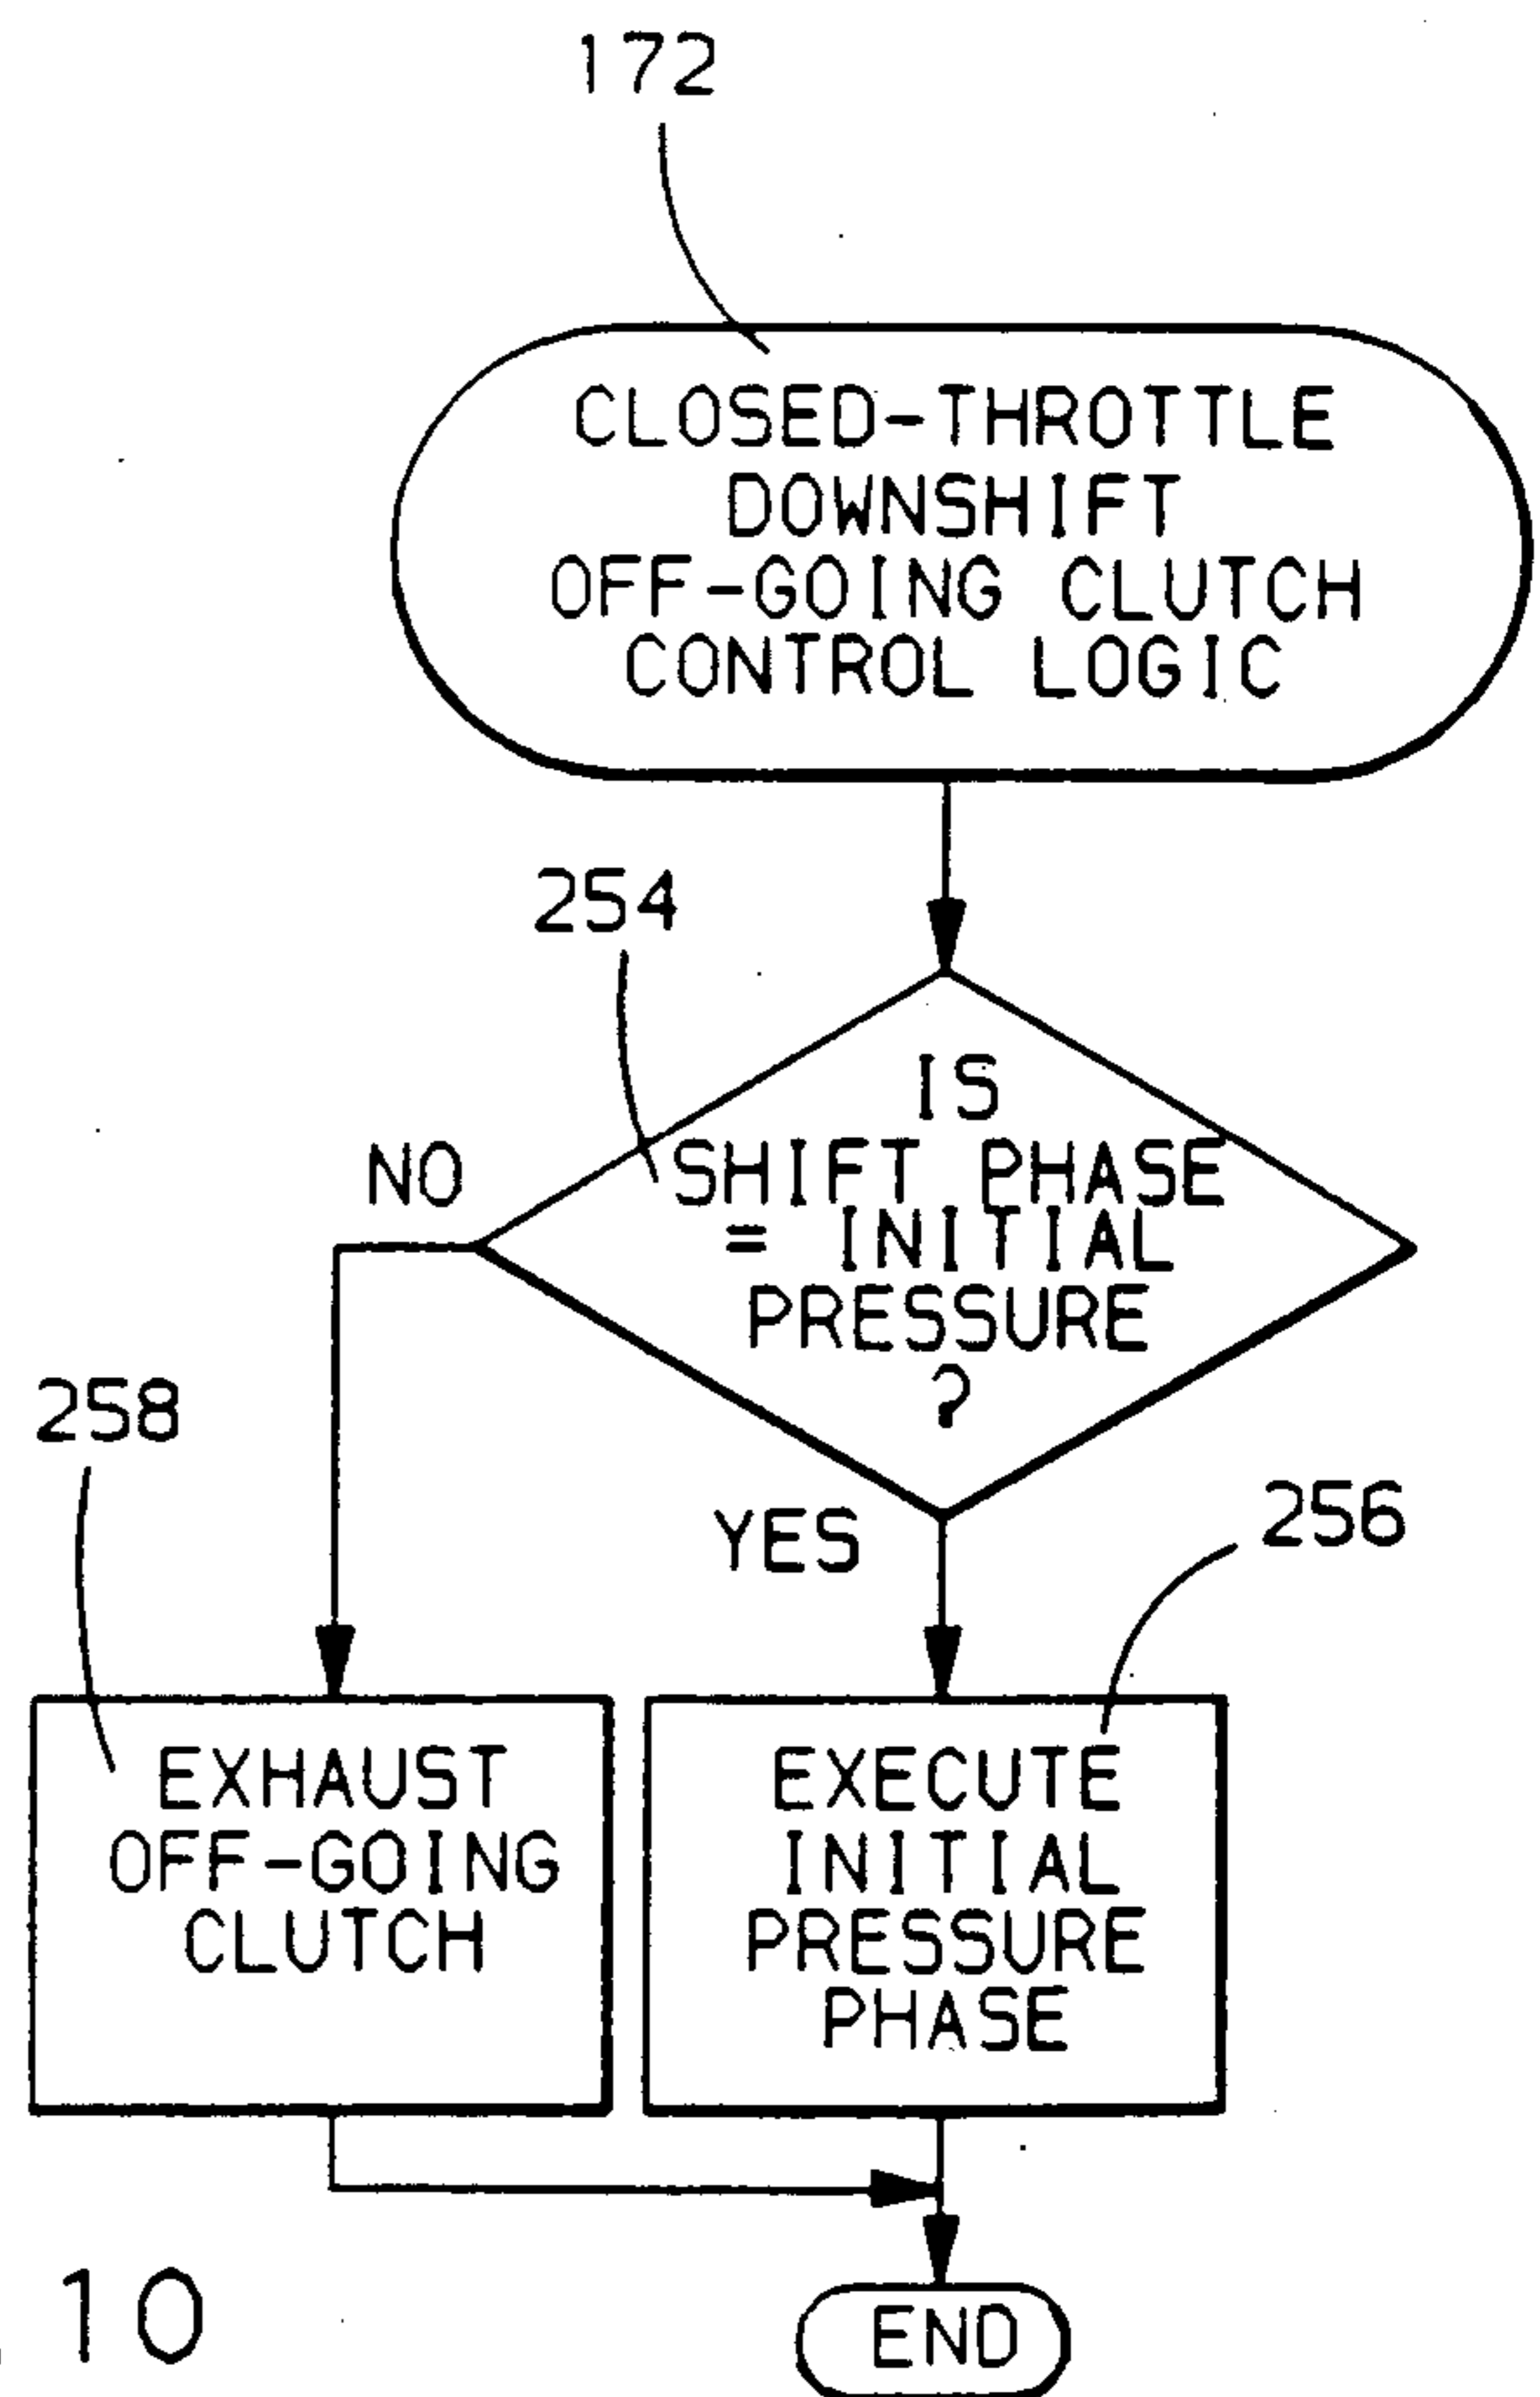 172
CLOSED-THROTTLE
DOWNSHIFT
OFF-GOING CLUTCH
CONTROL LOGIC
254
IS
SHIFT PHASE
= INITIAL
PRESSURE
?
NO
YES
258
256
EXHAUST
OFF-GOING
CLUTCH
EXECUTE
INITIAL
PRESSURE
PHASE
10
END